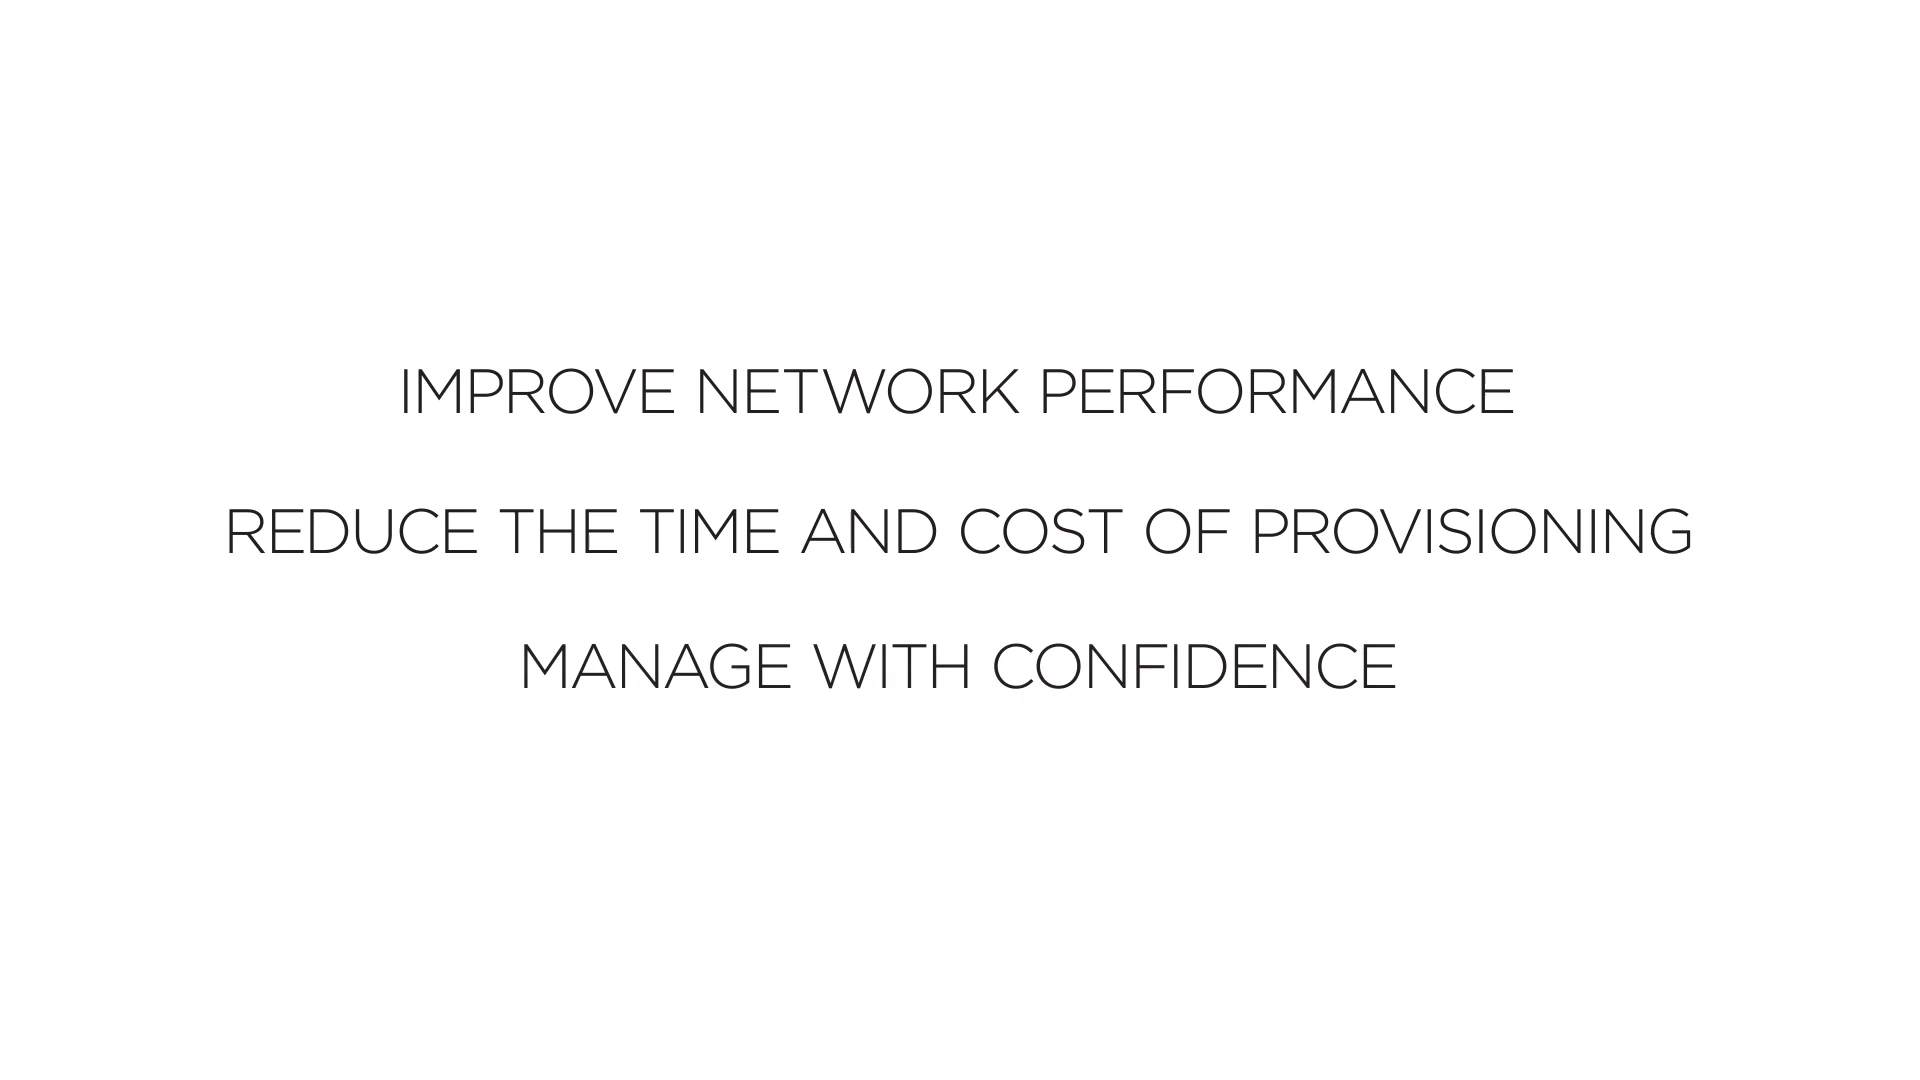 IMPROVE NETWORK PERFORMANCE
REDUCE THE TIME AND COST OF PROVISIONING
MANAGE WITH CONFIDENCE